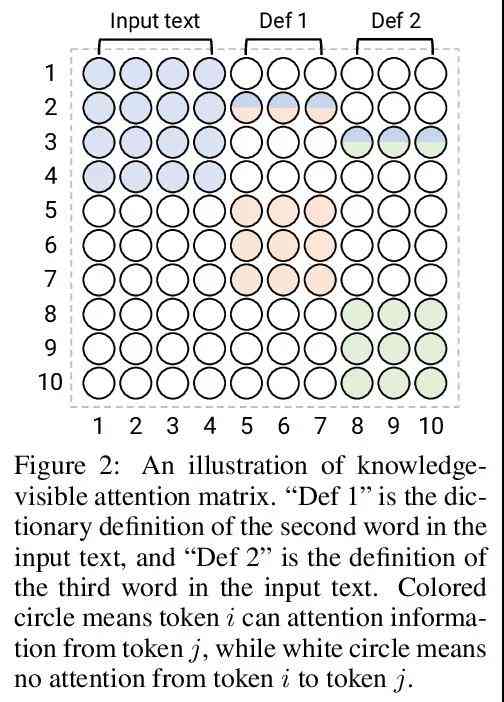 Input text Def 1 Def 2
1
2
3
4
5
6
7
8
9
10
1 2 3 4 5 6 7 8 9 10
Figure 2: An illustration of knowledge-
visible attention matrix. “Def 1” is the dic-
tionary definition of the second word in the
input text, and “Def 2” is the definition of
the third word in the input text. Colored
circle means token i can attention informa-
tion from token j, while white circle means
no attention from token i to token j.